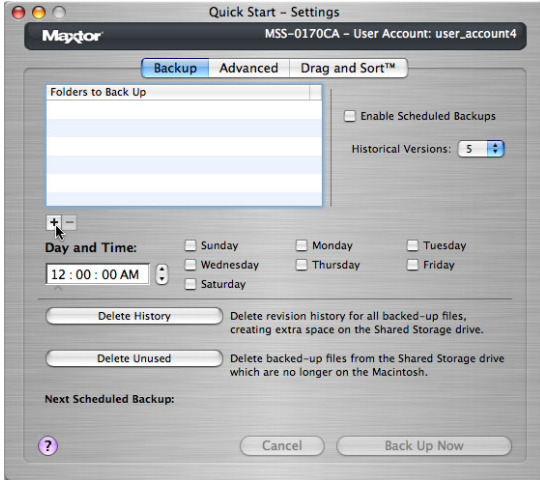 Quick Start – Settings
Maxtor
MSS-0170CA – User Account: user_account4
Backup Advanced Drag and Sort™
Folders to Back Up
Enable Scheduled Backups
Historical Versions: 5
+ –
Day and Time:
Sunday Monday Tuesday
12 : 00 : 00 AM
Wednesday Thursday Friday
Saturday
Delete History
Delete revision history for all backed-up files,
creating extra space on the Shared Storage drive.
Delete Unused
Delete backed-up files from the Shared Storage drive
which are no longer on the Macintosh.
Next Scheduled Backup:
?
Cancel Back Up Now